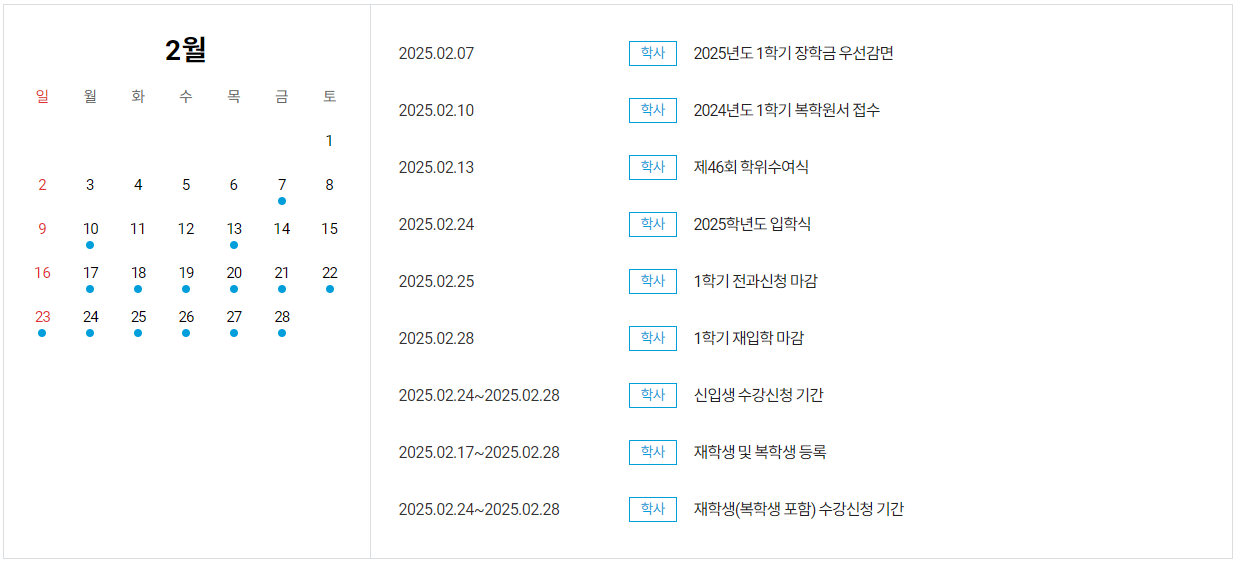 2월
일 월 화 수 목 금 토
1
2 3 4 5 6 7 8
9 10 11 12 13 14 15
16 17 18 19 20 21 22
23 24 25 26 27 28
2025.02.07 학사 2025년도 1학기 장학금 우선감면
2025.02.10 학사 2024년도 1학기 복학원서 접수
2025.02.13 학사 제46회 학위수여식
2025.02.24 학사 2025학년도 입학식
2025.02.25 학사 1학기 전과신청 마감
2025.02.28 학사 1학기 재입학 마감
2025.02.24~2025.02.28 학사 신입생 수강신청 기간
2025.02.17~2025.02.28 학사 재학생 및 복학생 등록
2025.02.24~2025.02.28 학사 재학생(복학생 포함) 수강신청 기간